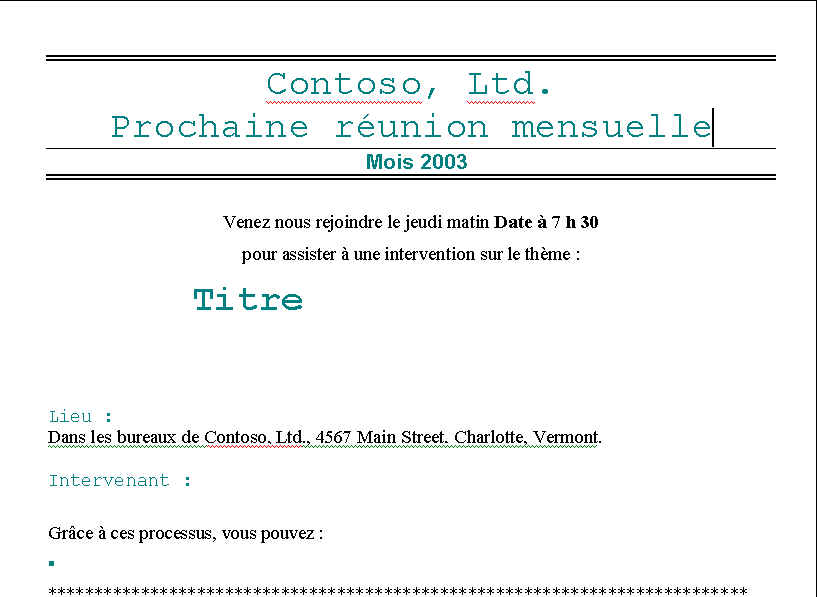 Contoso, Ltd.
Prochaine réunion mensuelle
Mois 2003
Venez nous rejoindre le jeudi matin Date à 7 h 30
pour assister à une intervention sur le thème :
Titre
Lieu :
Dans les bureaux de Contoso, Ltd., 4567 Main Street, Charlotte, Vermont.
Intervenant :
Grâce à ces processus, vous pouvez :
▪
******************************************************************************